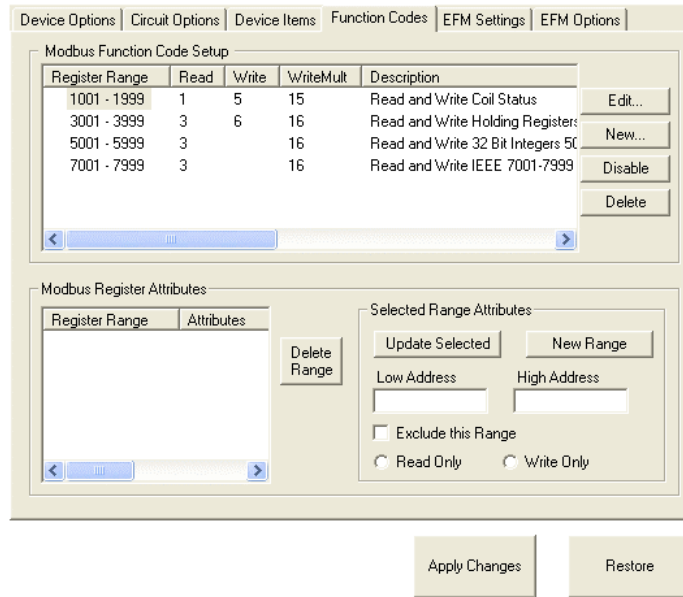 Device Options Circuit Options Device Items Function Codes EFM Settings EFM Options
Modbus Function Code Setup
Register Range Read Write WriteMult Description
1001 - 1999 1 5 15 Read and Write Coil Status
3001 - 3999 3 6 16 Read and Write Holding Registers
5001 - 5999 3 16 Read and Write 32 Bit Integers 50
7001 - 7999 3 16 Read and Write IEEE 7001-7999
Edit...
New...
Disable
Delete
Modbus Register Attributes
Register Range Attributes
Delete
Range
Selected Range Attributes
Update Selected New Range
Low Address High Address
Exclude this Range
Read Only Write Only
Apply Changes Restore